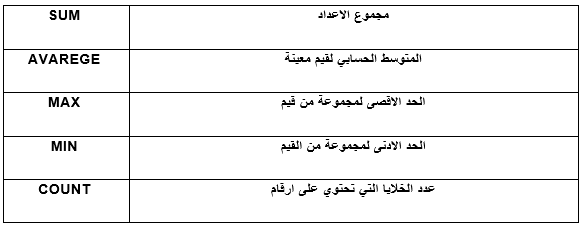 SUM مجموع الاعداد
AVAREGE المتوسط الحسابي لقيم معينة
MAX الحد الاقصى لمجموعة من قيم
MIN الحد الادنى لمجموعة من القيم
COUNT عدد الخلايا التي تحتوي على ارقام